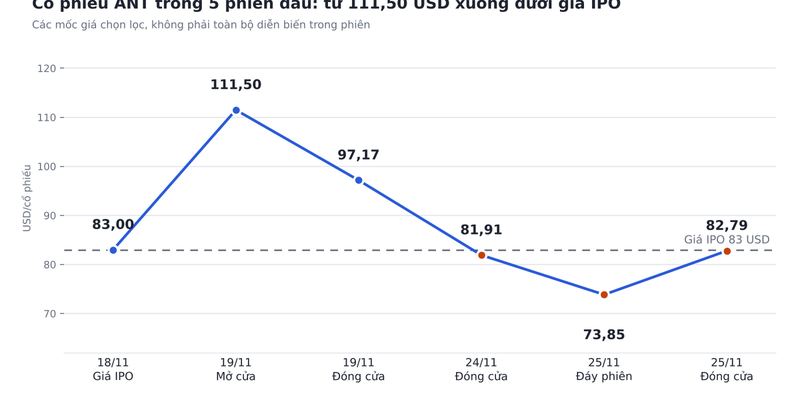 Cổ phiếu ANT trong 5 phiên đầu: từ 111,50 USD xuống dưới giá IPO
Các mốc giá chọn lọc, không phải toàn bộ diễn biến trong phiên
USD/cổ phiếu
120
110
100
90
80
70
83,00
111,50
97,17
81,91
73,85
82,79
Giá IPO 83 USD
18/11
Giá IPO
19/11
Mở cửa
19/11
Đóng cửa
24/11
Đóng cửa
25/11
Đáy phiên
25/11
Đóng cửa